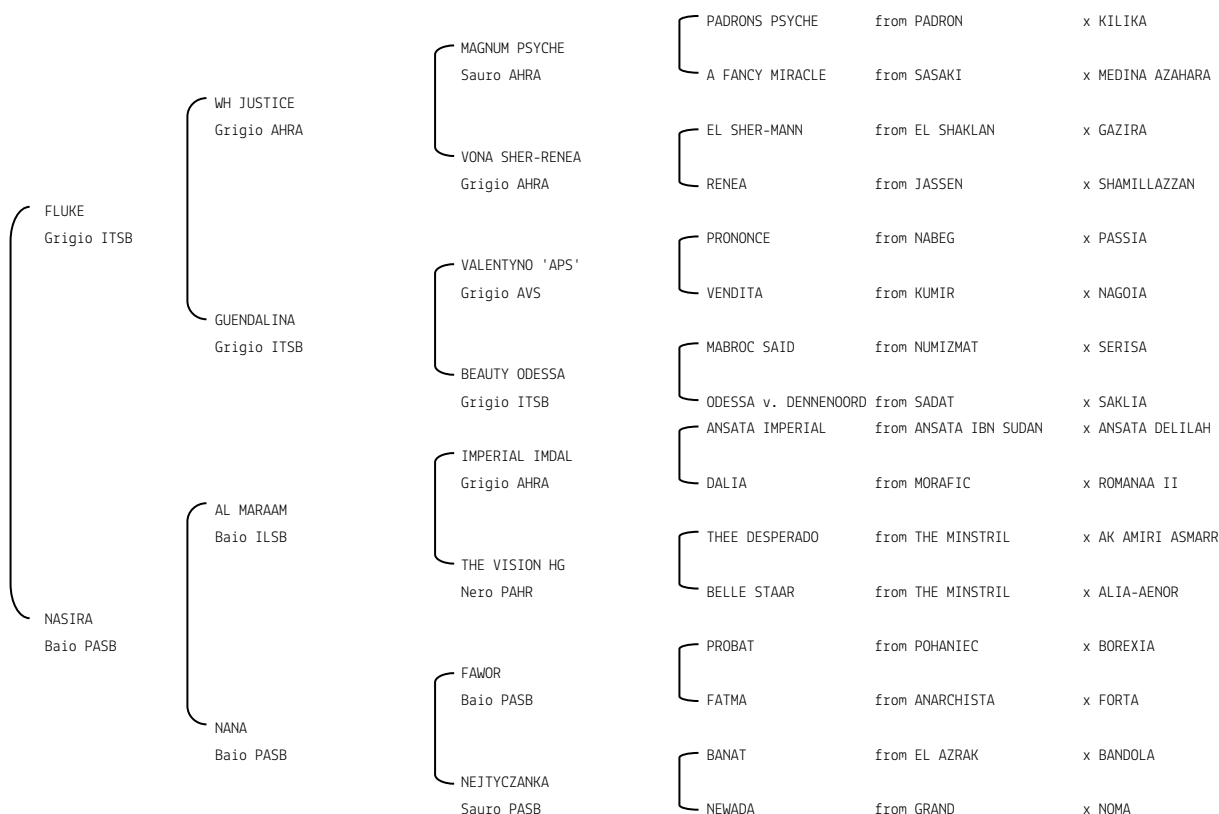 PADRONS PSYCHE from PADRON x KILIKA
MAGNUM PSYCHE
Sauro AHRA A FANCY MIRACLE from SASAKI x MEDINA AZAHARA
WH JUSTICE
Grigio AHRA EL SHER-MANN from EL SHAKLAN x GAZIRA
VONA SHER-RENEA
Grigio AHRA RENEA from JASSEN x SHAMILLAZZAN
FLUKE
Grigio ITSB PRONONCE from NABEG x PASSIA
VALENTYNO 'APS'
Grigio AVS VENDITA from KUMIR x NAGOIA
GUENDALINA
Grigio ITSB MABROC SAID from NUMIZMAT x SERISA
BEAUTY ODESSA
Grigio ITSB ODESSA v. DENNENOORD from SADAT x SAKLIA
ANSATA IMPERIAL from ANSATA IBN SUDAN x ANSATA DELILAH
IMPERIAL IMDAL
Grigio AHRA DALIA from MORAFIC x ROMANAA II
AL MARAAM
Baio ILSB THEE DESPERADO from THE MINSTRIL x AK AMIRI ASMARR
THE VISION HG
Nero PAHR BELLE STAAR from THE MINSTRIL x ALIA-AENOR
NASIRA
Baio PASB PROBAT from POHANIEC x BOREXIA
FAWOR
Baio PASB FATMA from ANARCHISTA x FORTA
NANA
Baio PASB BANAT from EL AZRAK x BANDOLA
NEJTYCZANKA
Sauro PASB NEWADA from GRAND x NOMA